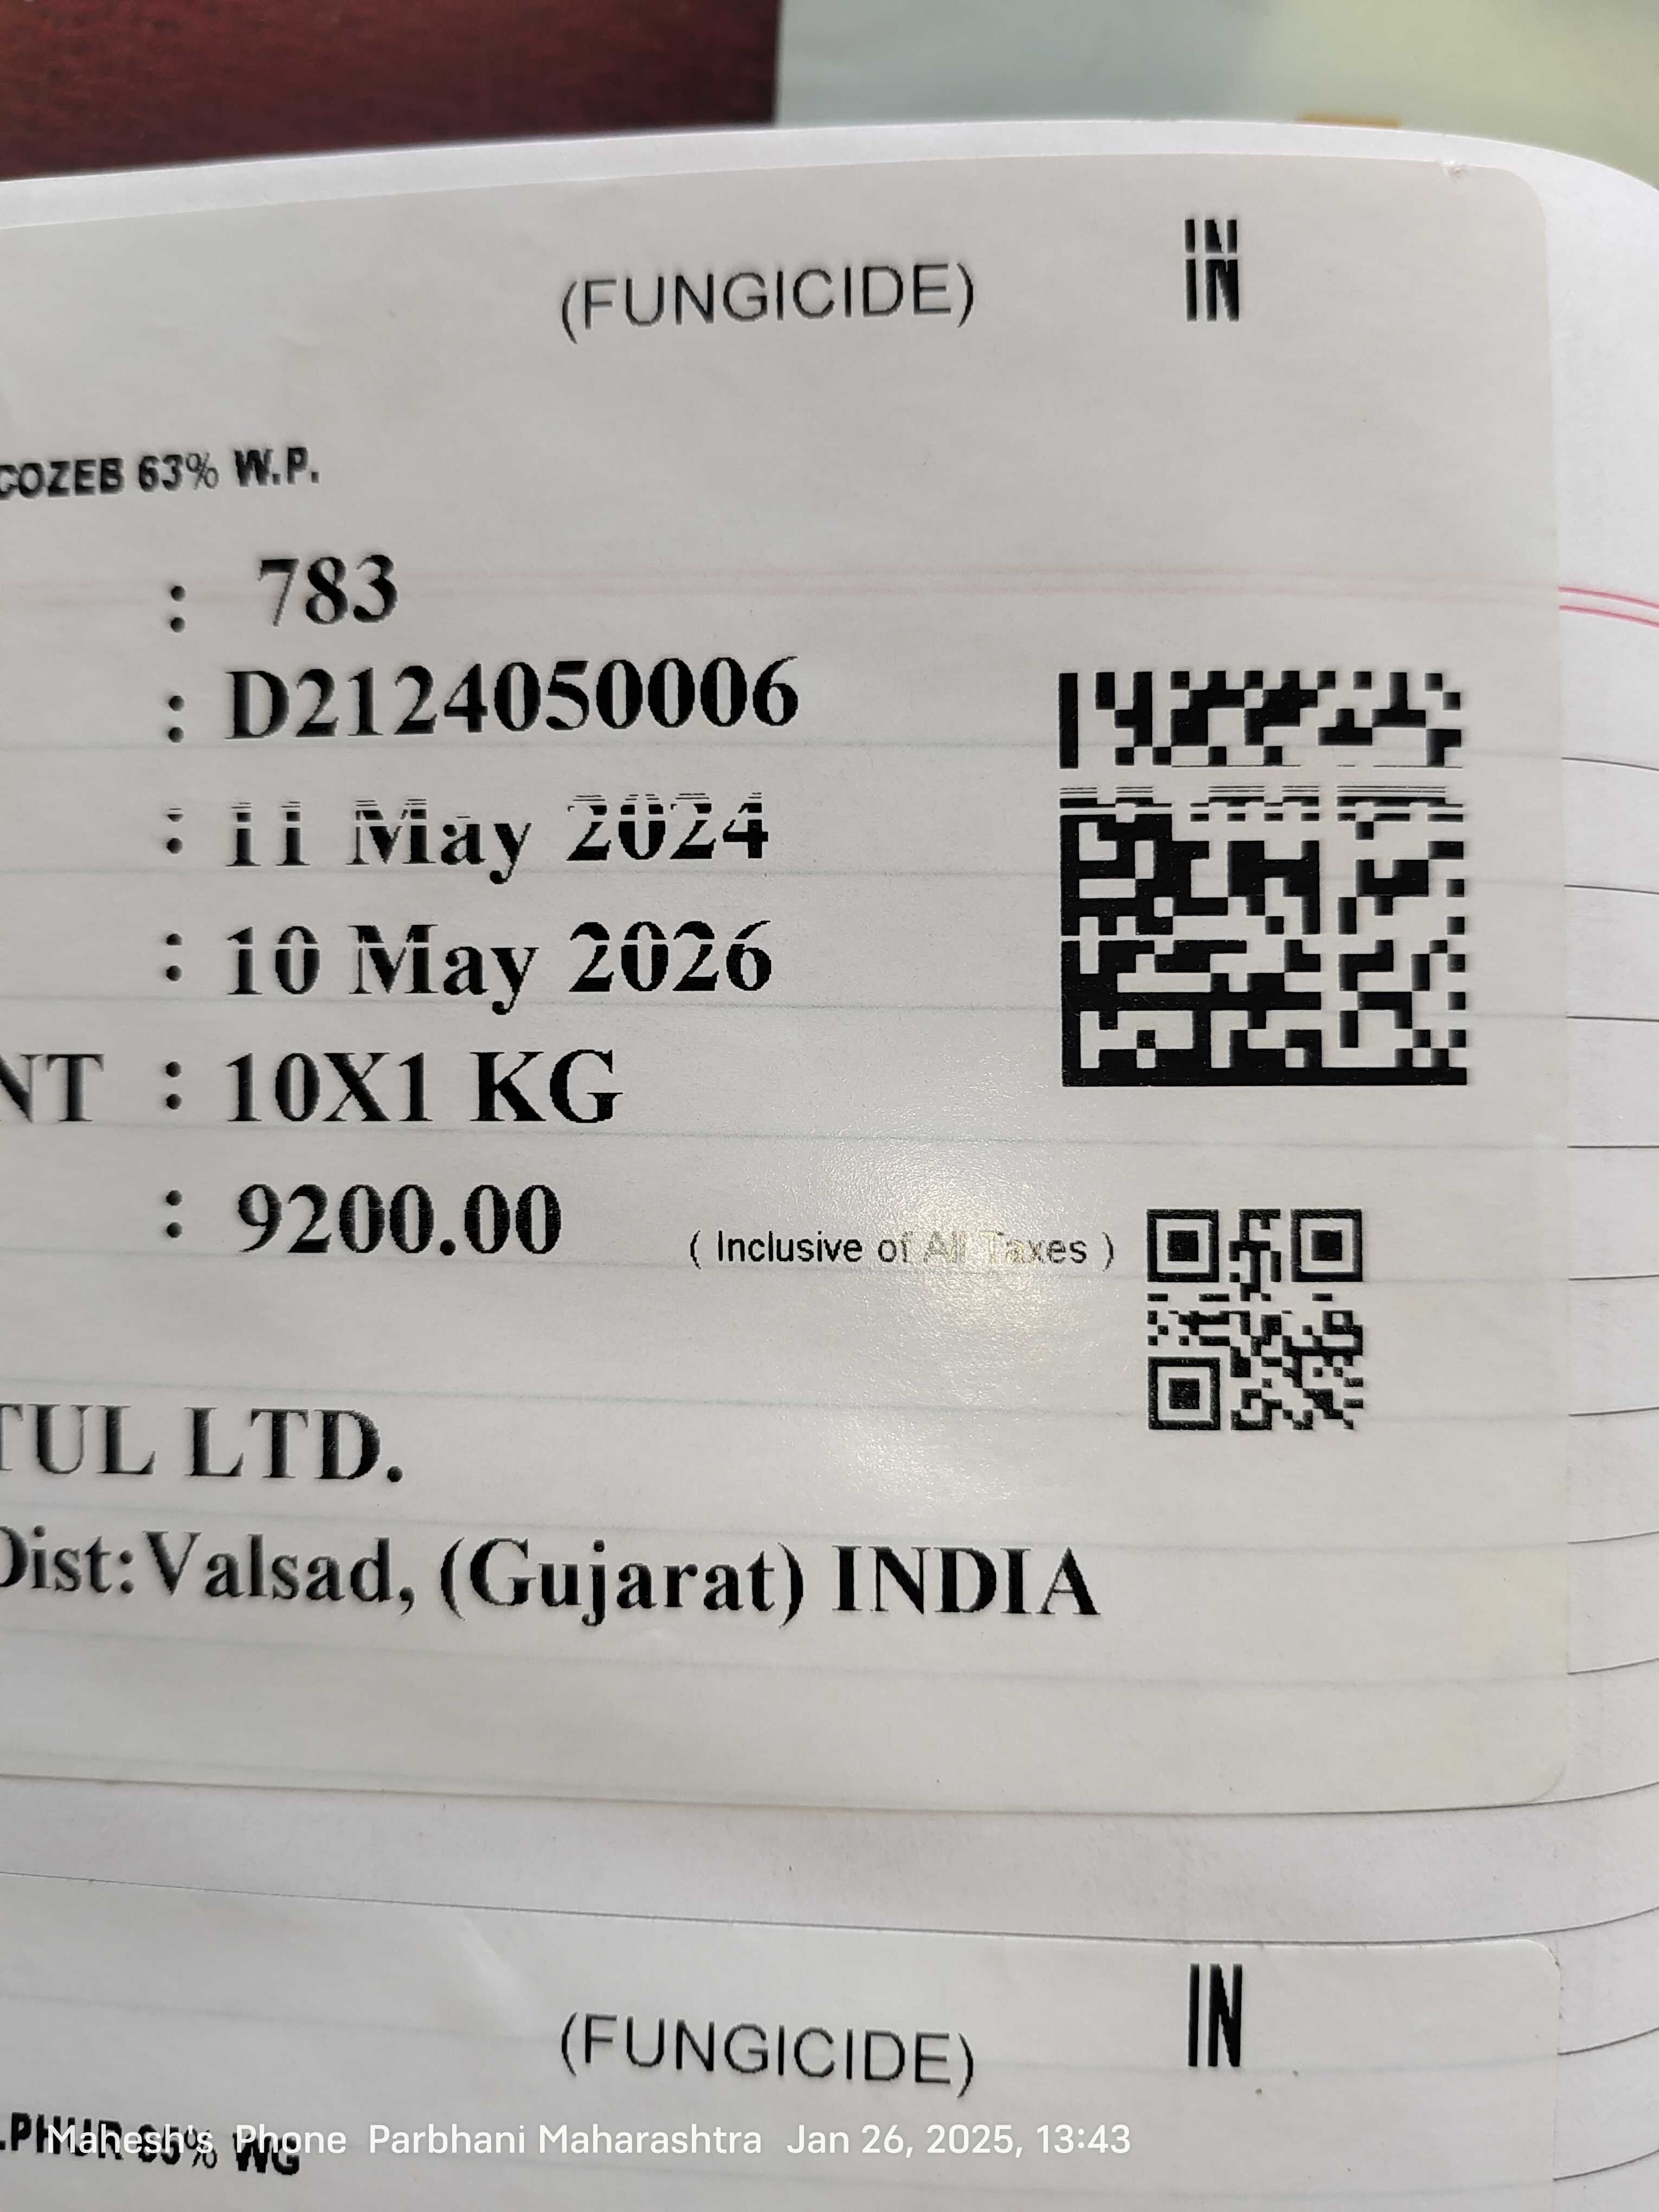 (FUNGICIDE) IN
COZEB 63% W.P.
: 783
: D2124050006
: 11 May 2024
: 10 May 2026
NT : 10X1 KG
: 9200.00 ( Inclusive of All Taxes )
TUL LTD.
Dist:Valsad, (Gujarat) INDIA
(FUNGICIDE) IN
LPHUR 85% WG
Mahesh's Phone Parbhani Maharashtra Jan 26, 2025, 13:43